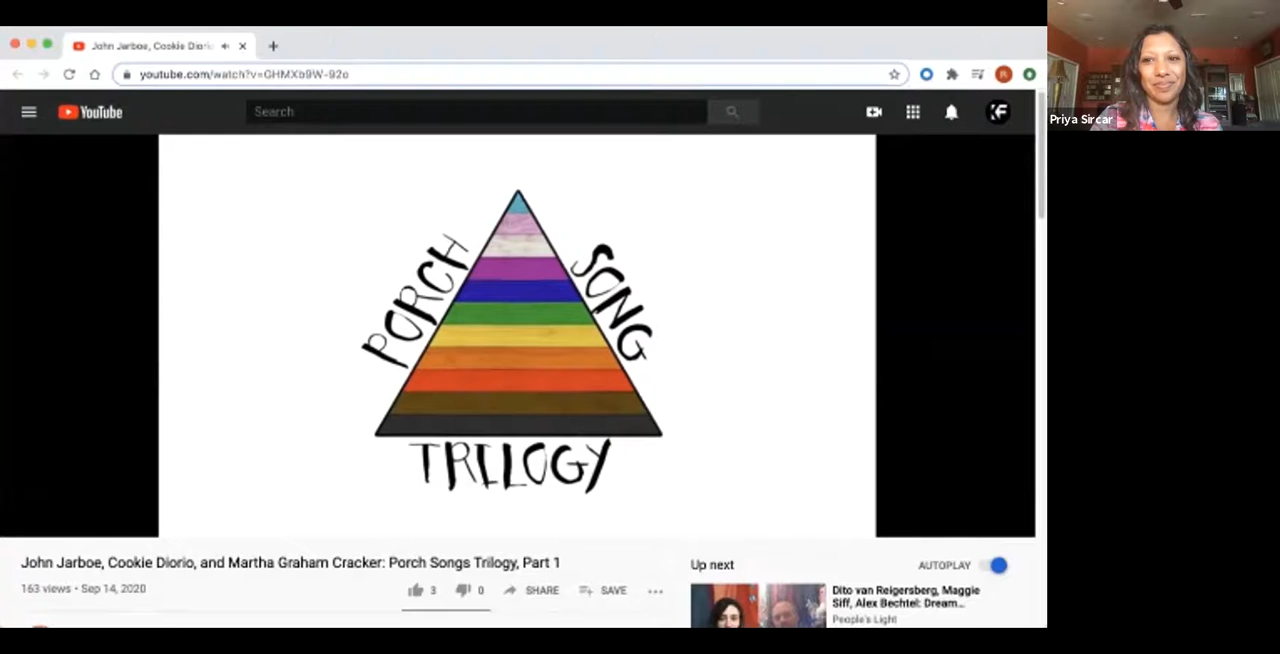 John Jarboe, Cookie Diorio
youtube.com/watch?v=GHMXb9W-92o
YouTube
Search
Priya Sircar
PORCH
SONG
TRILOGY
John Jarboe, Cookie Diorio, and Martha Graham Cracker: Porch Songs Trilogy, Part 1
163 views • Sep 14, 2020
3
0
SHARE
SAVE
Up next
AUTOPLAY
Dito van Reigersberg, Maggie
Siff, Alex Bechtel: Dream...
People's Light